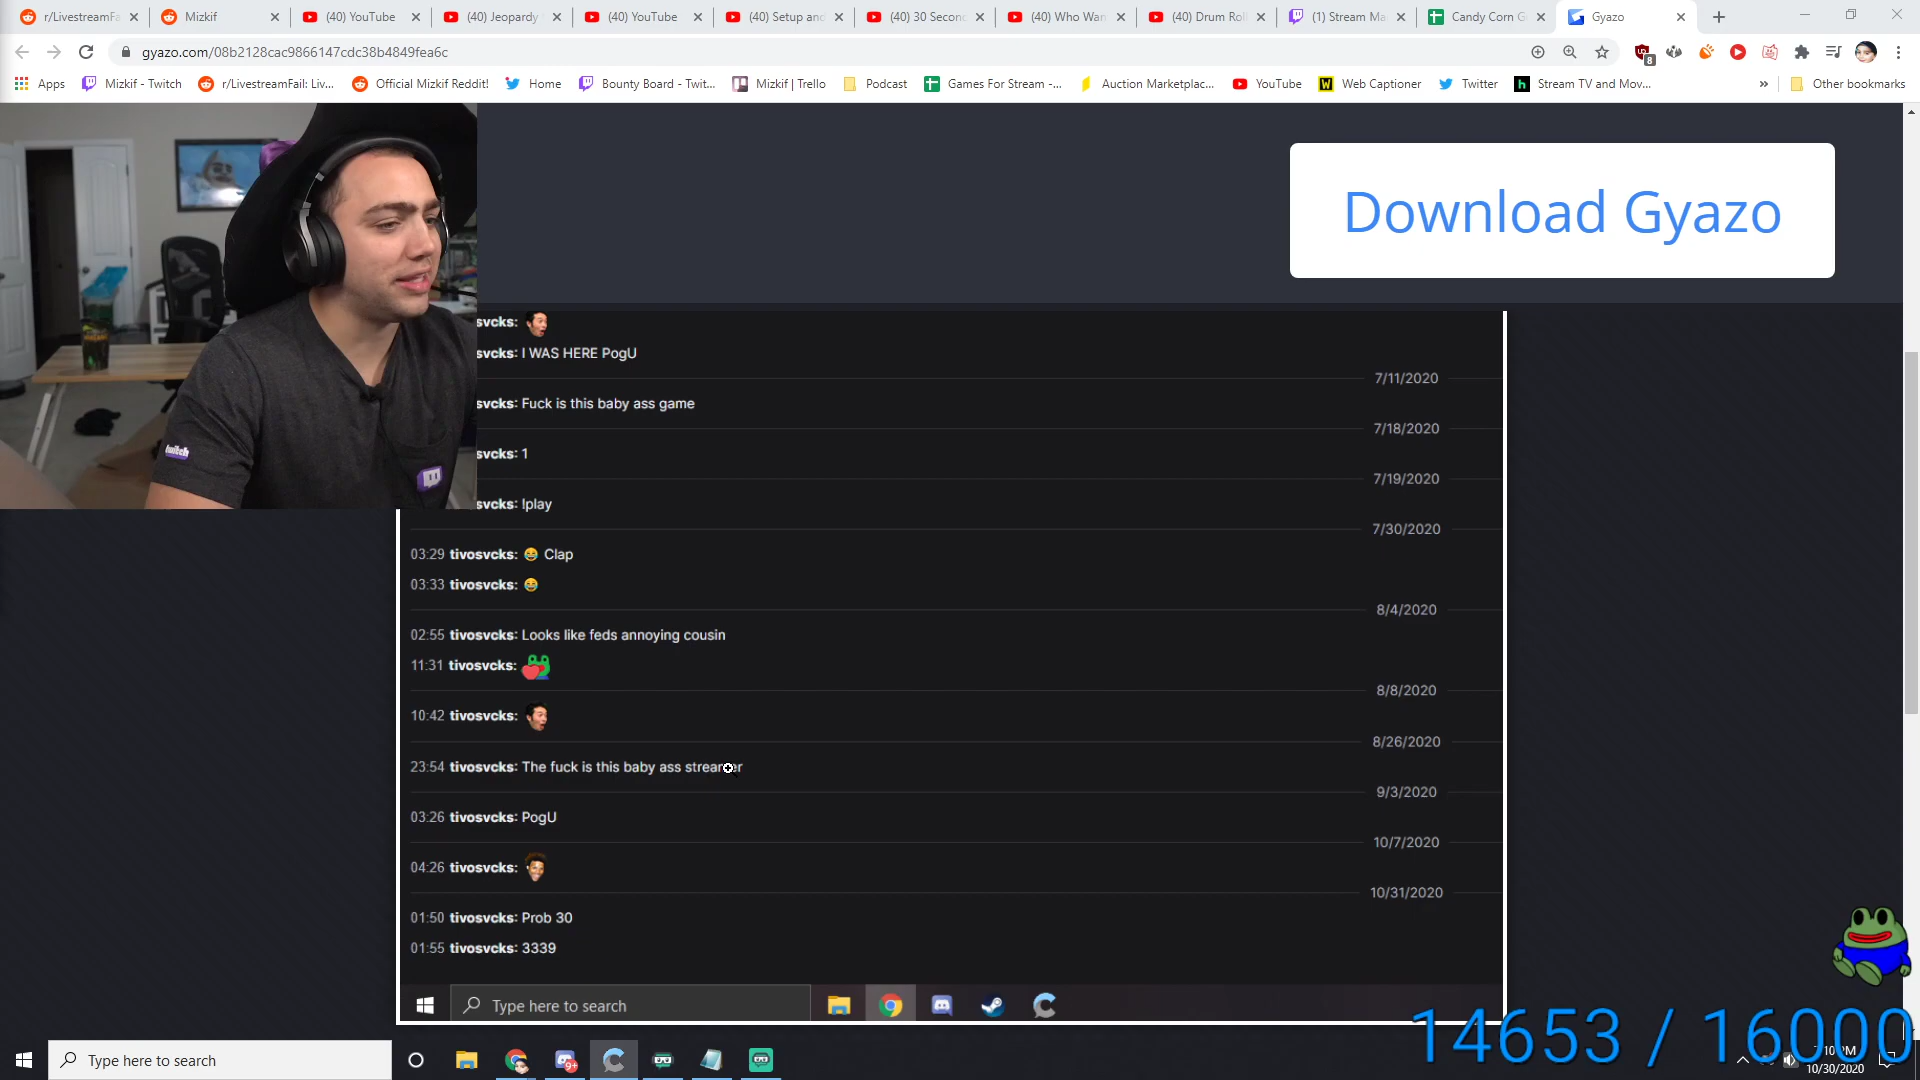 r/LivestreamFa
Mizkif
(40) YouTube
(40) Jeopardy
(40) YouTube
(40) Setup and
(40) 30 Second
(40) Who Wan
(40) Drum Rol
(1) Stream Ma
Candy Corn G
Gyazo
gyazo.com/08b2128cac9866147cdc38b4849fea6c
8
Apps
Mizkif - Twitch
r/LivestreamFail: Liv...
Official Mizkif Reddit!
Home
Bounty Board - Twit...
Mizkif | Trello
Podcast
Games For Stream -...
Auction Marketplac...
YouTube
Web Captioner
Twitter
Stream TV and Mov...
»
Other bookmarks
Download Gyazo
svcks:
svcks: I WAS HERE PogU
7/11/2020
svcks: Fuck is this baby ass game
7/18/2020
svcks: 1
7/19/2020
svcks: !play
7/30/2020
03:29 tivosvcks: 😂 Clap
03:33 tivosvcks: 😂
8/4/2020
02:55 tivosvcks: Looks like feds annoying cousin
11:31 tivosvcks:
8/8/2020
10:42 tivosvcks:
8/26/2020
23:54 tivosvcks: The fuck is this baby ass streamer
9/3/2020
03:26 tivosvcks: PogU
10/7/2020
04:26 tivosvcks:
10/31/2020
01:50 tivosvcks: Prob 30
01:55 tivosvcks: 3339
Type here to search
twitch
14653 / 16000
Type here to search
9+
10/30/2020